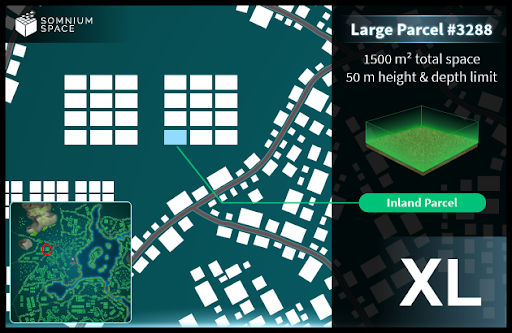 SOMNIUM
SPACE
Large Parcel #3288
1500 m² total space
50 m height & depth limit
Inland Parcel
XL